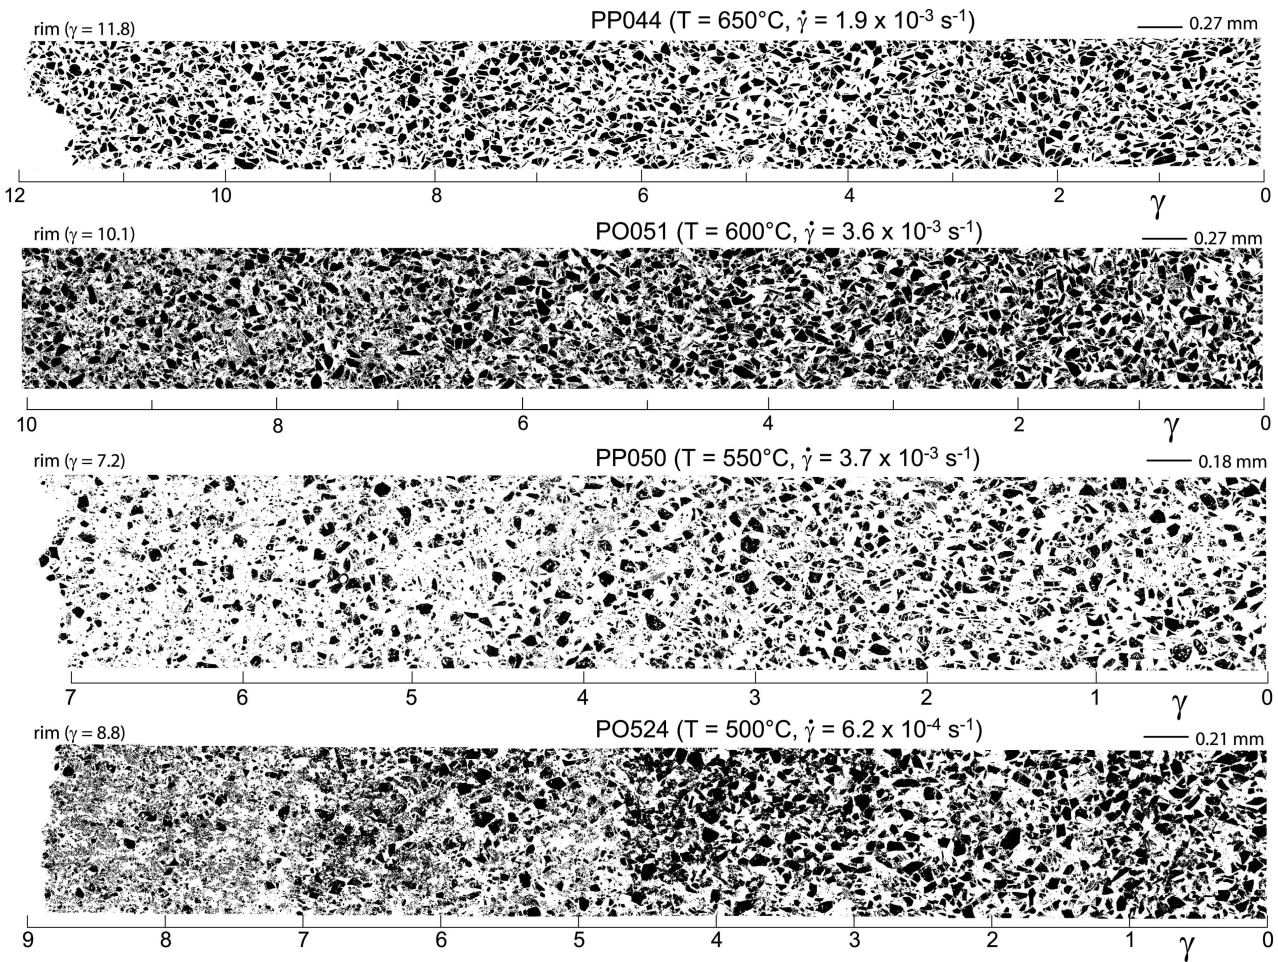 rim (γ = 11.8) PP044 (T = 650°C, γ̇ = 1.9 x 10⁻³ s⁻¹) 0.27 mm
12 10 8 6 4 2 γ 0
rim (γ = 10.1) PO051 (T = 600°C, γ̇ = 3.6 x 10⁻³ s⁻¹) 0.27 mm
10 8 6 4 2 γ 0
rim (γ = 7.2) PP050 (T = 550°C, γ̇ = 3.7 x 10⁻³ s⁻¹) 0.18 mm
7 6 5 4 3 2 1 γ 0
rim (γ = 8.8) PO524 (T = 500°C, γ̇ = 6.2 x 10⁻⁴ s⁻¹) 0.21 mm
9 8 7 6 5 4 3 2 1 γ 0